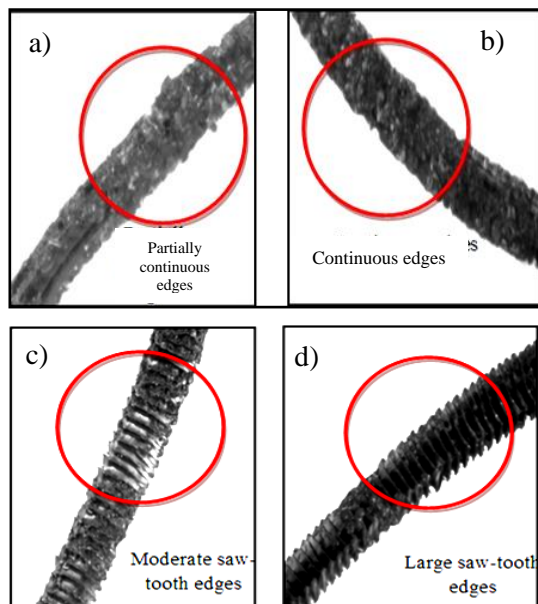 a)
b)
Partially
continuous
edges
Continuous edges
c)
d)
Moderate saw-
tooth edges
Large saw-tooth
edges